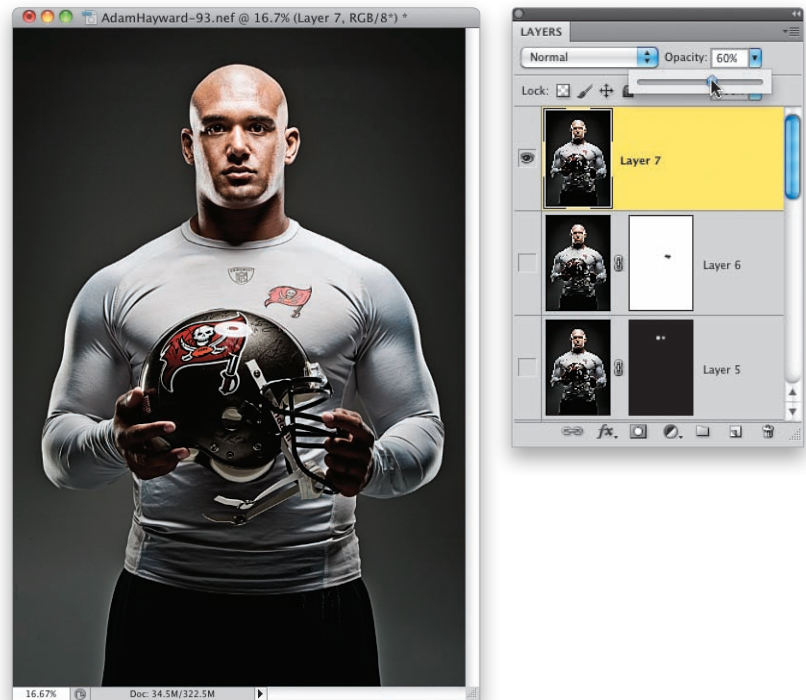 AdamHayward-93.nef @ 16.7% (Layer 7, RGB/8*) *
16.67%
Doc: 34.5M/322.5M
LAYERS
Normal
Opacity: 60%
Lock:
Layer 7
Layer 6
Layer 5
fx.